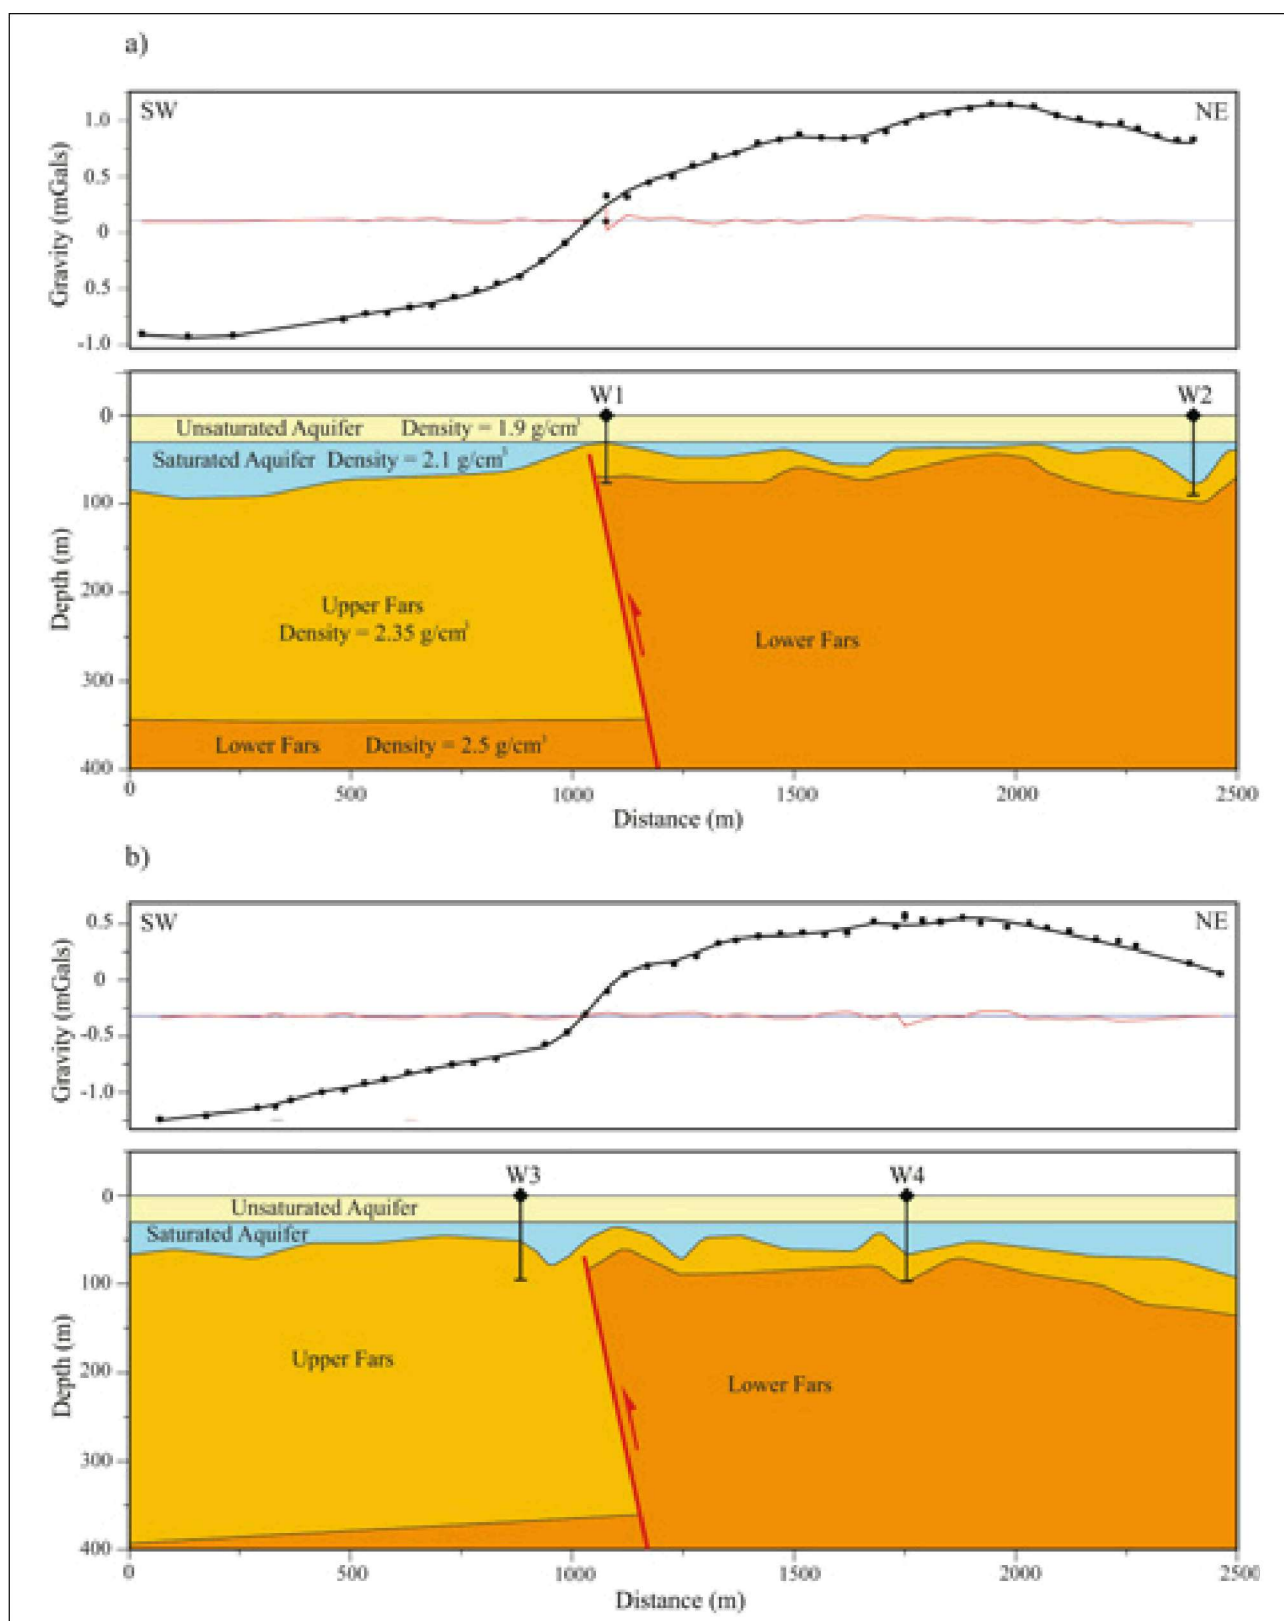 a)
SW
NE
1.0
0.5
0
0.5
-1.0
Gravity (mGals)
W1
W2
0
100
200
300
400
Depth (m)
Unsaturated Aquifer Density = 1.9 g/cm³
Saturated Aquifer Density = 2.1 g/cm³
Upper Fars
Density = 2.35 g/cm³
Lower Fars
Lower Fars Density = 2.5 g/cm³
0 500 1000 1500 2000 2500
Distance (m)
b)
SW
NE
0.5
0
-0.5
-1.0
Gravity (mGals)
W3
W4
0
100
200
300
400
Depth (m)
Unsaturated Aquifer
Saturated Aquifer
Upper Fars
Lower Fars
0 500 1000 1500 2000 2500
Distance (m)